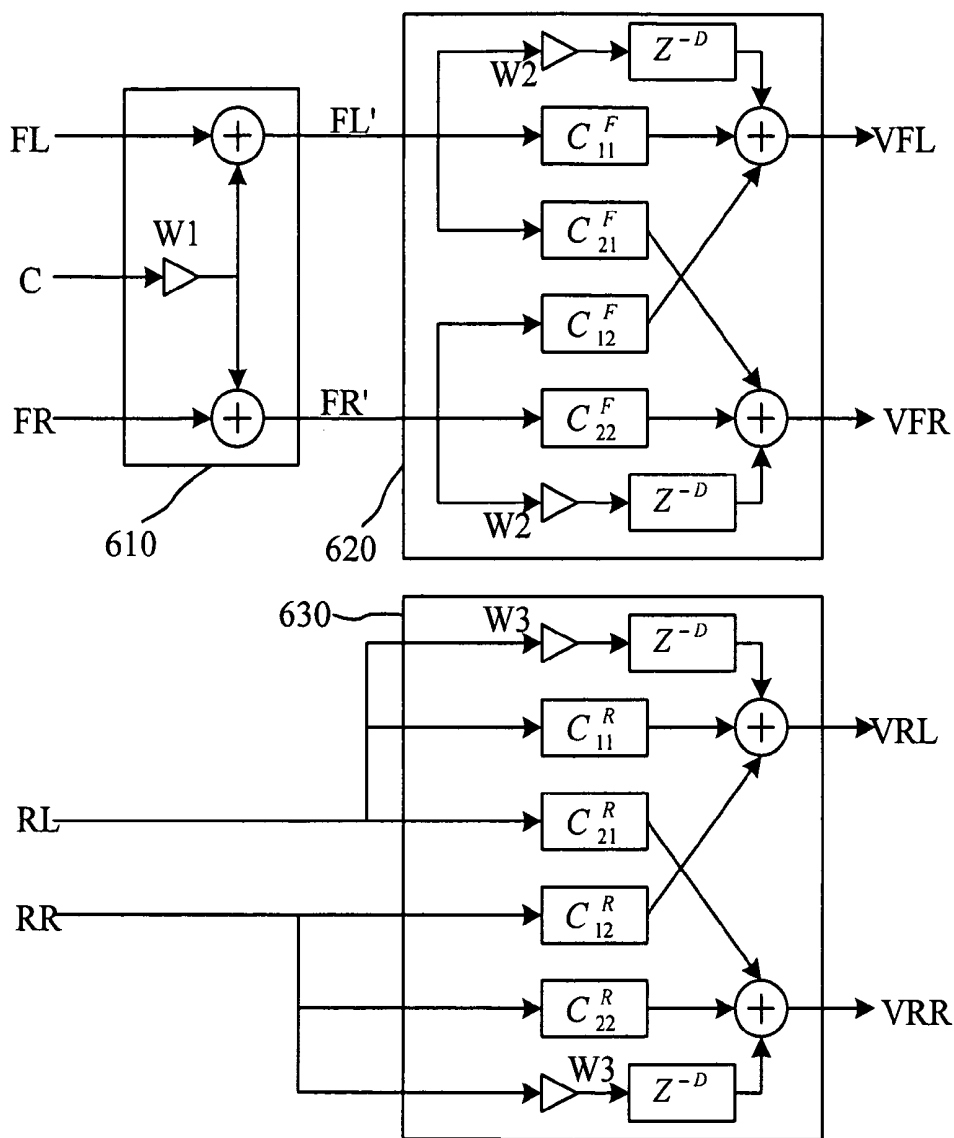 W2 Z^-D
FL FL' C^F_11 + VFL
W1 C^F_21
C C^F_12
FR + FR' C^F_22 + VFR
610 620 W2 Z^-D
630 W3 Z^-D
C^R_11 + VRL
RL C^R_21
RR C^R_12
C^R_22 + VRR
W3 Z^-D